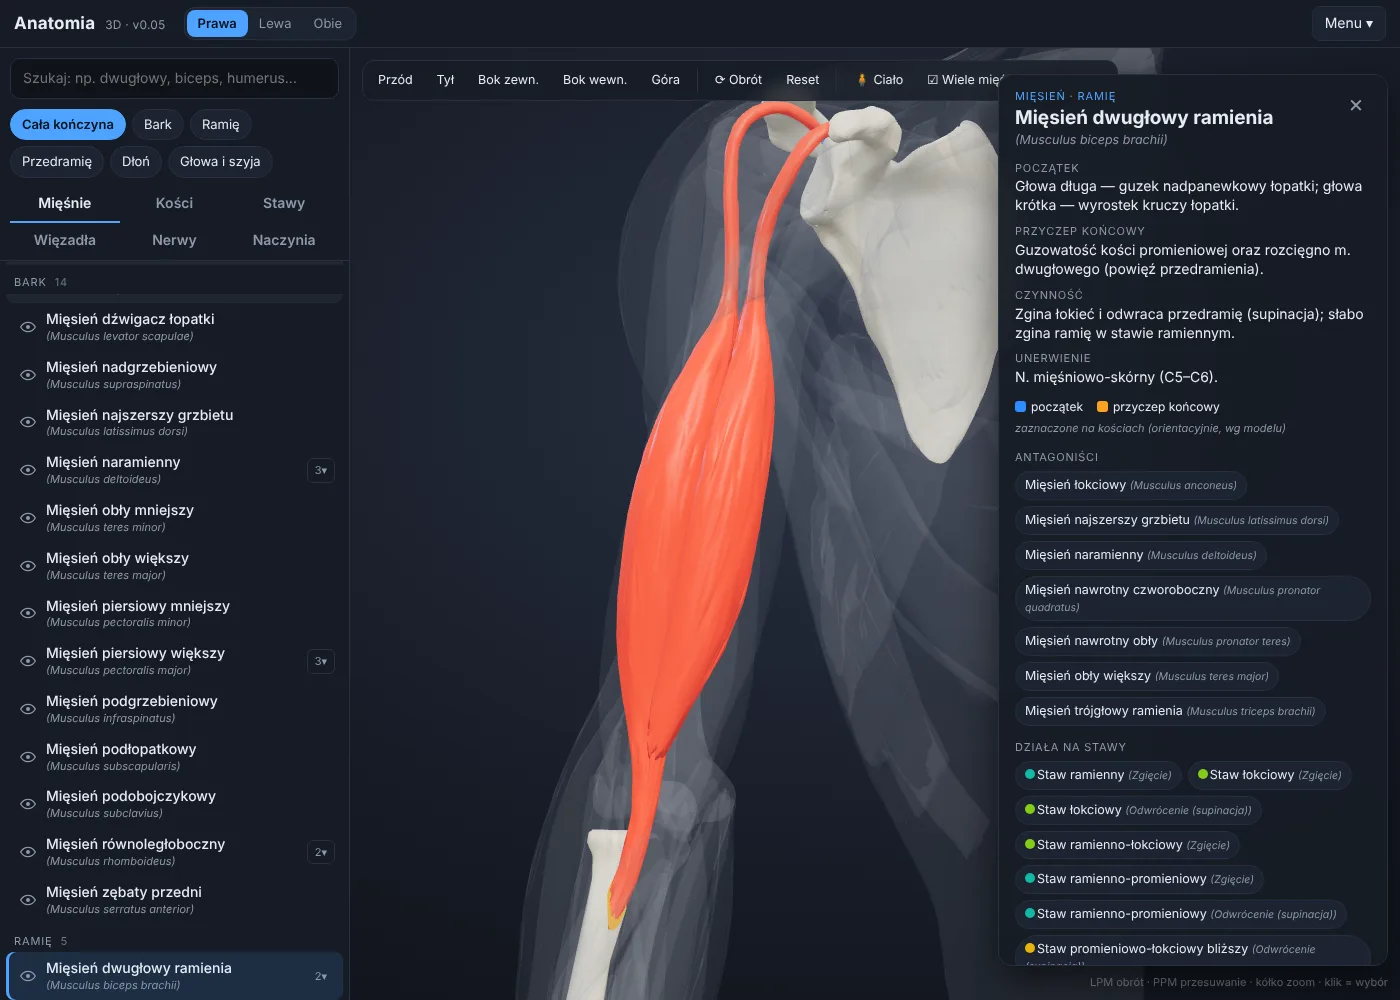 Anatomia 3D · v0.05 Prawa Lewa Obie Menu ▾
Szukaj: np. dwugłowy, biceps, humerus...
Cała kończyna Bark Ramię
Przedramię Dłoń Głowa i szyja
Mięśnie Kości Stawy
Więzadła Nerwy Naczynia
BARK 14
Mięsień dźwigacz łopatki
(Musculus levator scapulae)
Mięsień nadgrzebieniowy
(Musculus supraspinatus)
Mięsień najszerszy grzbietu
(Musculus latissimus dorsi)
Mięsień naramienny 3▾
(Musculus deltoideus)
Mięsień obły mniejszy
(Musculus teres minor)
Mięsień obły większy
(Musculus teres major)
Mięsień piersiowy mniejszy
(Musculus pectoralis minor)
Mięsień piersiowy większy 3▾
(Musculus pectoralis major)
Mięsień podgrzebieniowy
(Musculus infraspinatus)
Mięsień podłopatkowy
(Musculus subscapularis)
Mięsień podobojczykowy
(Musculus subclavius)
Mięsień równoległoboczny 2▾
(Musculus rhomboideus)
Mięsień zębaty przedni
(Musculus serratus anterior)
RAMIĘ 5
Mięsień dwugłowy ramienia 2▾
(Musculus biceps brachii)
Przód Tył Bok zewn. Bok wewn. Góra ⟳ Obrót Reset 🧍 Ciało ☑ Wiele mięś
MIĘSIEŃ · RAMIĘ
Mięsień dwugłowy ramienia ✕
(Musculus biceps brachii)
POCZĄTEK
Głowa długa — guzek nadpanewkowy łopatki; głowa
krótka — wyrostek kruczy łopatki.
PRZYCZEP KOŃCOWY
Guzowatość kości promieniowej oraz rozcięgno m.
dwugłowego (powięź przedramienia).
CZYNNOŚĆ
Zgina łokieć i odwraca przedramię (supinacja); słabo
zgina ramię w stawie ramiennym.
UNERWIENIE
N. mięśniowo-skórny (C5–C6).
początek przyczep końcowy
zaznaczone na kościach (orientacyjnie, wg modelu)
ANTAGONIŚCI
Mięsień łokciowy (Musculus anconeus)
Mięsień najszerszy grzbietu (Musculus latissimus dorsi)
Mięsień naramienny (Musculus deltoideus)
Mięsień nawrotny czworoboczny (Musculus pronator
quadratus)
Mięsień nawrotny obły (Musculus pronator teres)
Mięsień obły większy (Musculus teres major)
Mięsień trójgłowy ramienia (Musculus triceps brachii)
DZIAŁA NA STAWY
Staw ramienny (Zgięcie) Staw łokciowy (Zgięcie)
Staw łokciowy (Odwrócenie (supinacja))
Staw ramienno-łokciowy (Zgięcie)
Staw ramienno-promieniowy (Zgięcie)
Staw ramienno-promieniowy (Odwrócenie (supinacja))
Staw promieniowo-łokciowy bliższy (Odwrócenie
LPM obrót · PPM przesuwanie · kółko zoom · klik = wybór